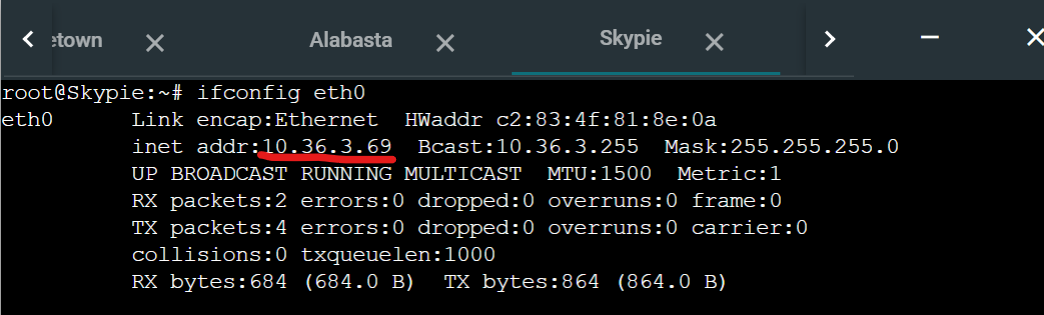 etown Alabasta Skypie
root@Skypie:~# ifconfig eth0
eth0 Link encap:Ethernet HWaddr c2:83:4f:81:8e:0a
inet addr:10.36.3.69 Bcast:10.36.3.255 Mask:255.255.255.0
UP BROADCAST RUNNING MULTICAST MTU:1500 Metric:1
RX packets:2 errors:0 dropped:0 overruns:0 frame:0
TX packets:4 errors:0 dropped:0 overruns:0 carrier:0
collisions:0 txqueuelen:1000
RX bytes:684 (684.0 B) TX bytes:864 (864.0 B)